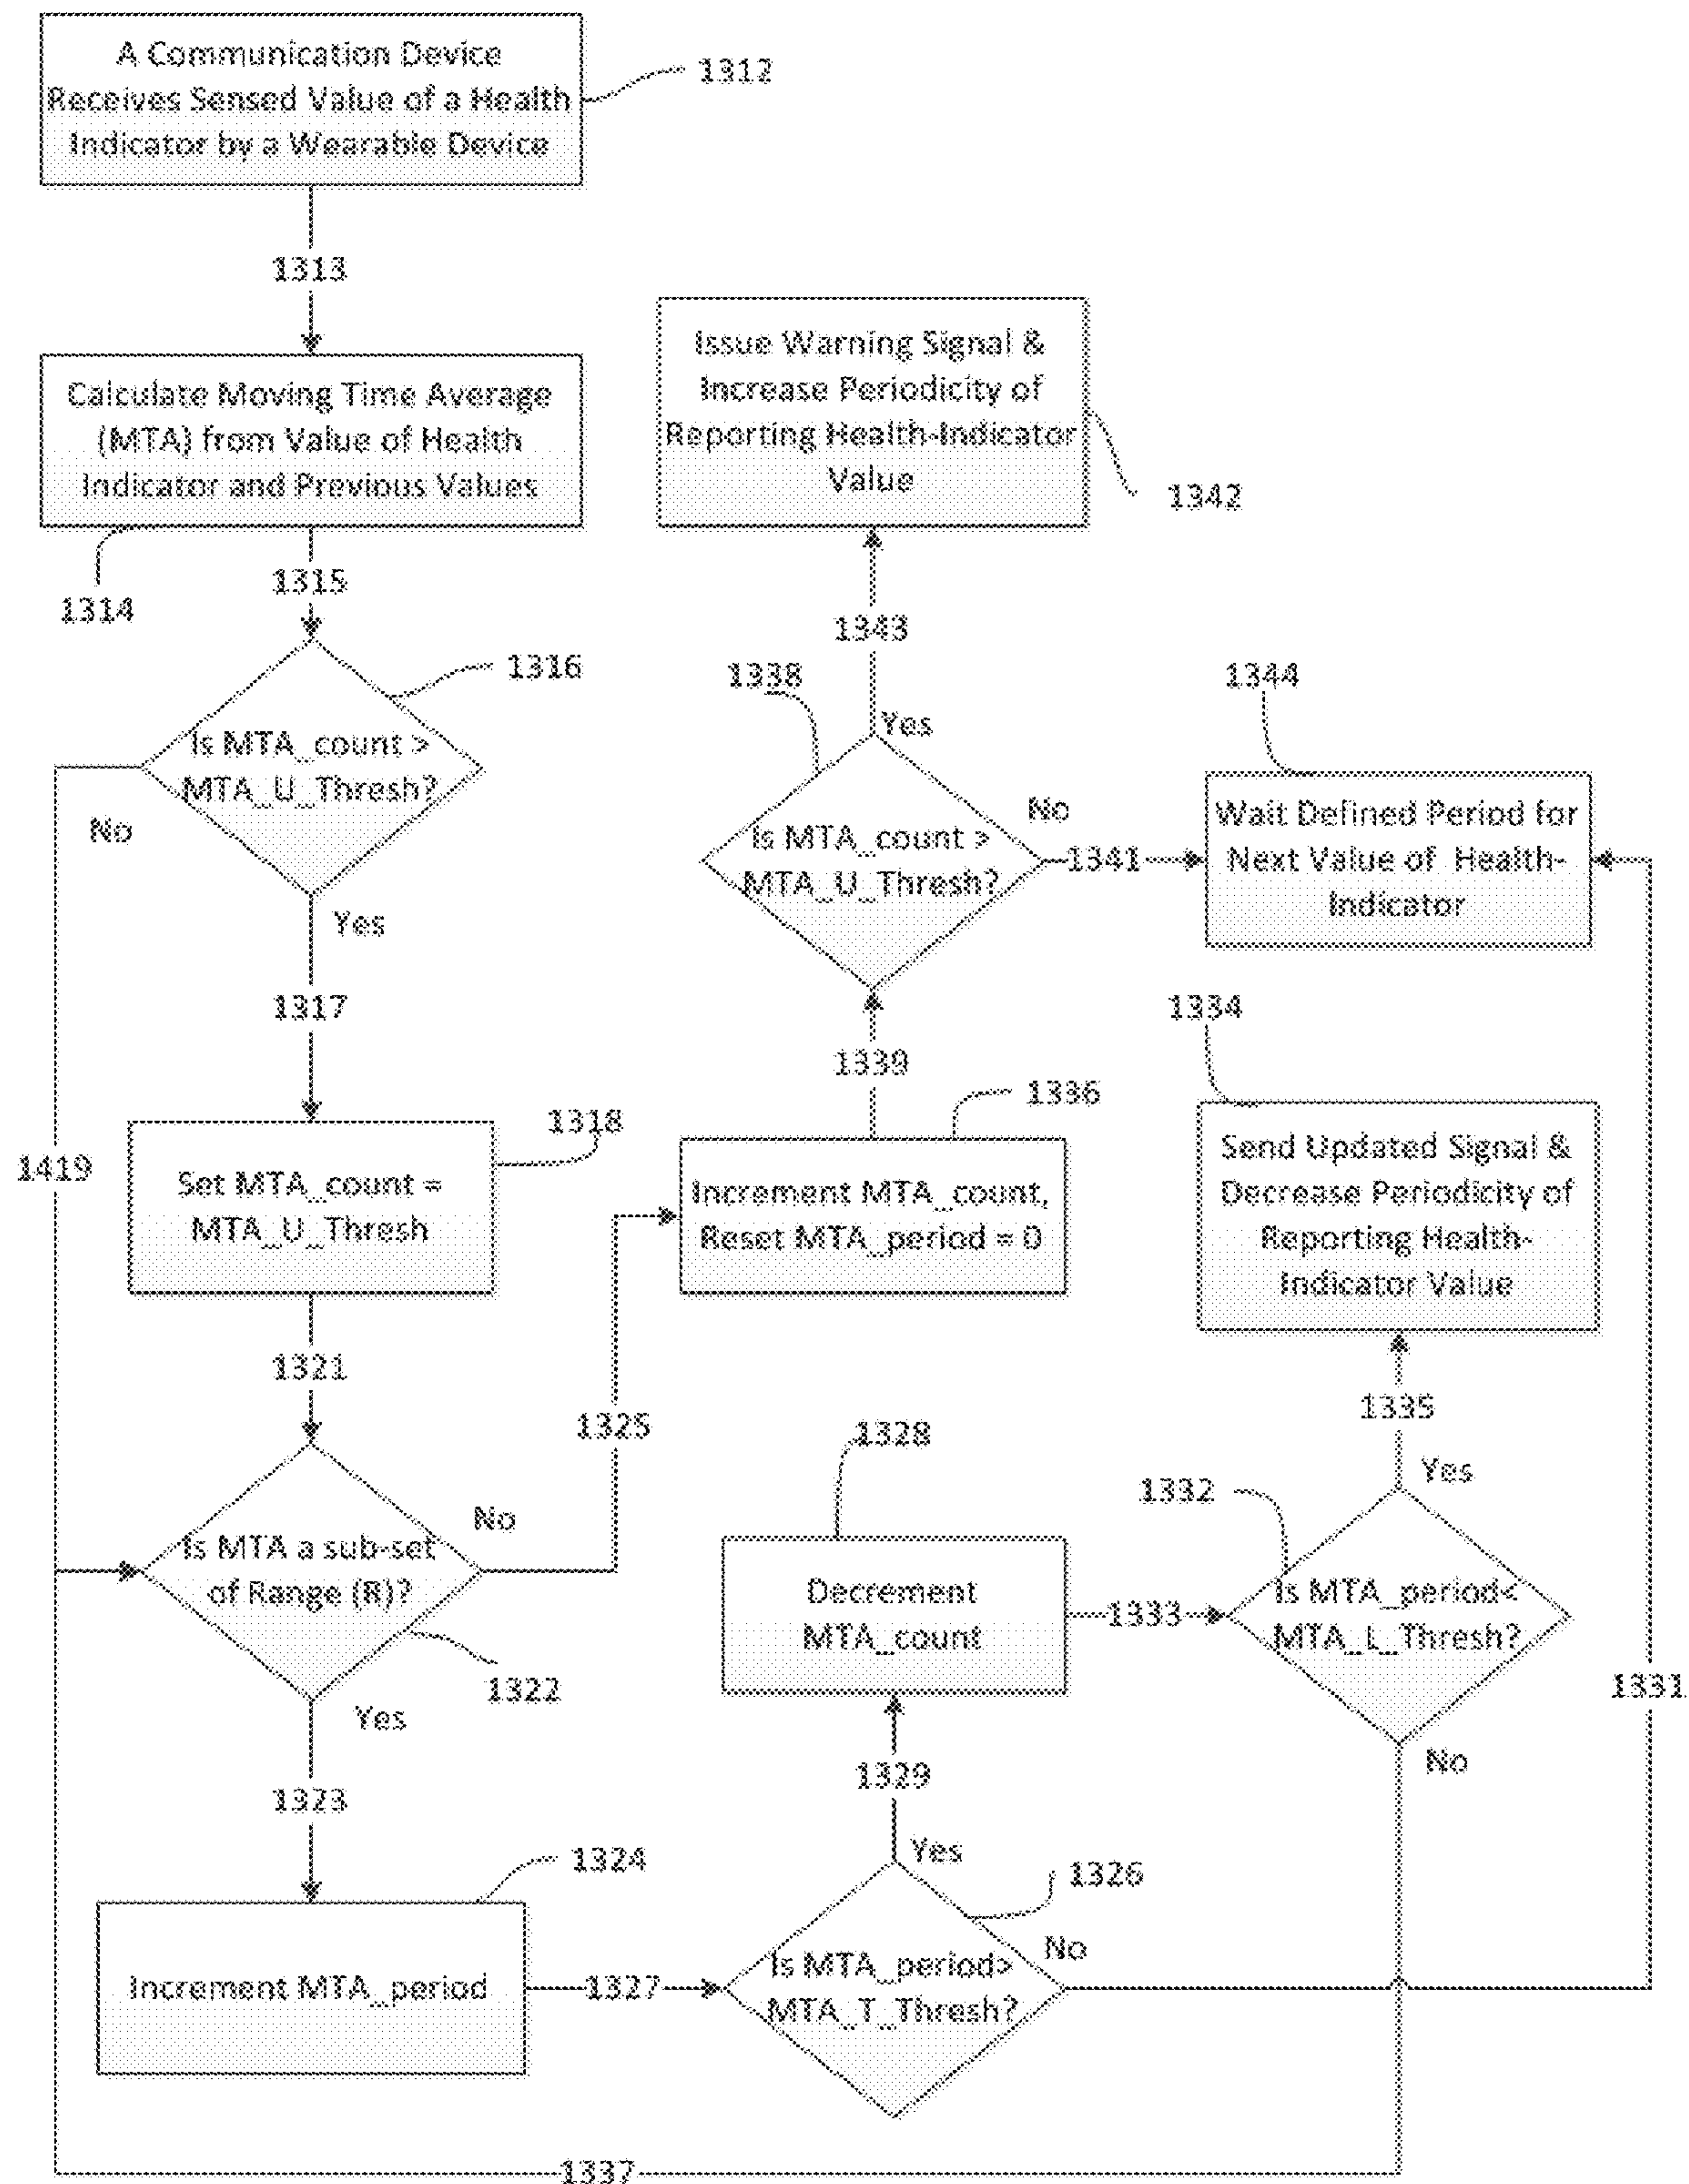 A Communication Device
Receives Sensed Value of a Health
Indicator by a Wearable Device
1312
1313
Calculate Moving Time Average
(MTA) from Value of Health
Indicator and Previous Values
1314
1315
Issue Warning Signal &
Increase Periodicity of
Reporting Health-Indicator
Value
1342
1343
1316
Is MTA_count >
MTA_U_Thresh?
No
Yes
1317
1338
Yes
Is MTA_count >
MTA_U_Thresh?
No
1341
1344
Wait Defined Period for
Next Value of Health-
Indicator
1339
1336
1334
1419
1318
Set MTA_count =
MTA_U_Thresh
Increment MTA_count,
Reset MTA_period = 0
Send Updated Signal &
Decrease Periodicity of
Reporting Health-
Indicator Value
1321
1325
1335
1328
1332
Yes
Is MTA a sub-set
of Range (R)?
No
1322
Yes
Decrement
MTA_count
1333
Is MTA_period<
MTA_L_Thresh?
No
1331
1323
1329
1324
Yes
1326
Increment MTA_period
1327
Is MTA_period>
MTA_T_Thresh?
No
1337